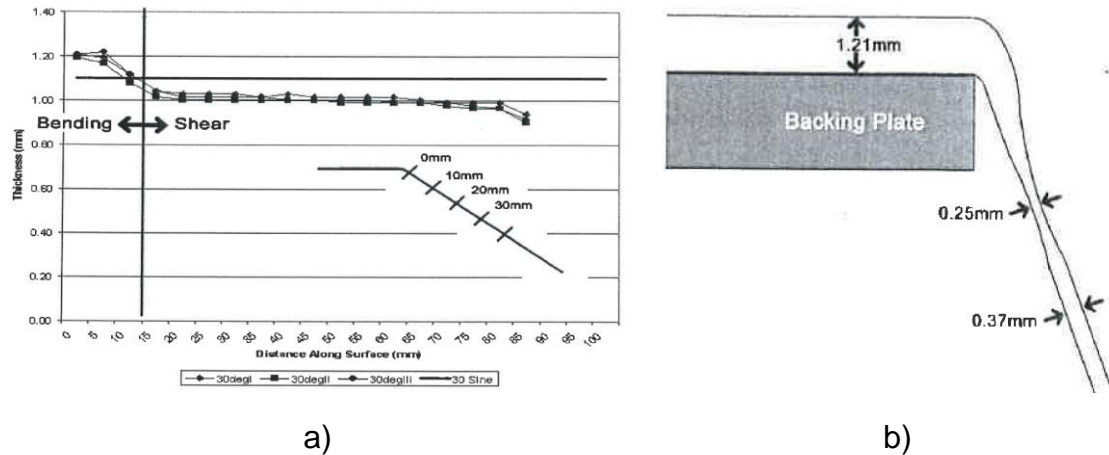 1.40
1.20
1.00
0.80
0.60
0.40
0.20
0.00
Thickness (mm)
Bending
Shear
0mm
10mm
20mm
30mm
0
5
10
15
20
25
30
35
40
45
50
55
60
65
70
75
80
85
90
95
100
Distance Along Surface (mm)
30degI
30degII
30degIII
30 Sine
a)
1.21mm
Backing Plate
0.25mm
0.37mm
b)